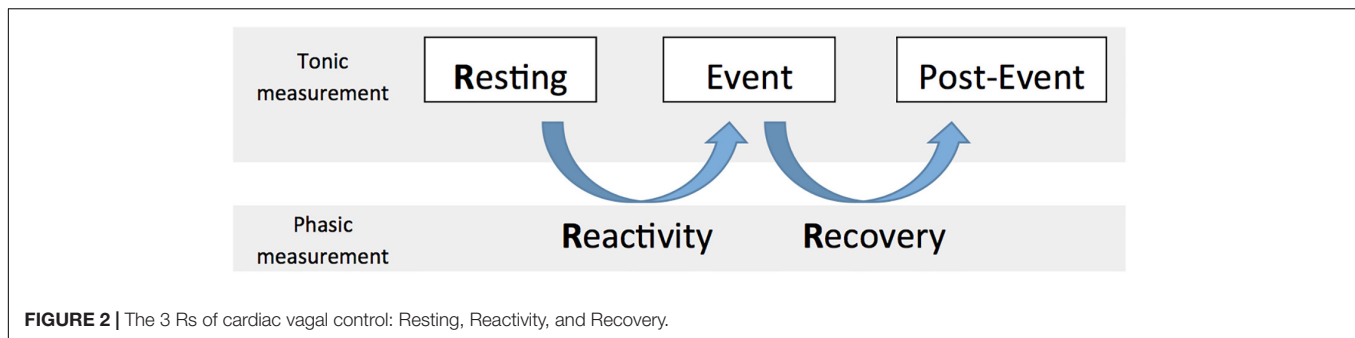 Tonic
measurement
Resting
Event
Post-Event
Phasic
measurement
Reactivity
Recovery
FIGURE 2 | The 3 Rs of cardiac vagal control: Resting, Reactivity, and Recovery.